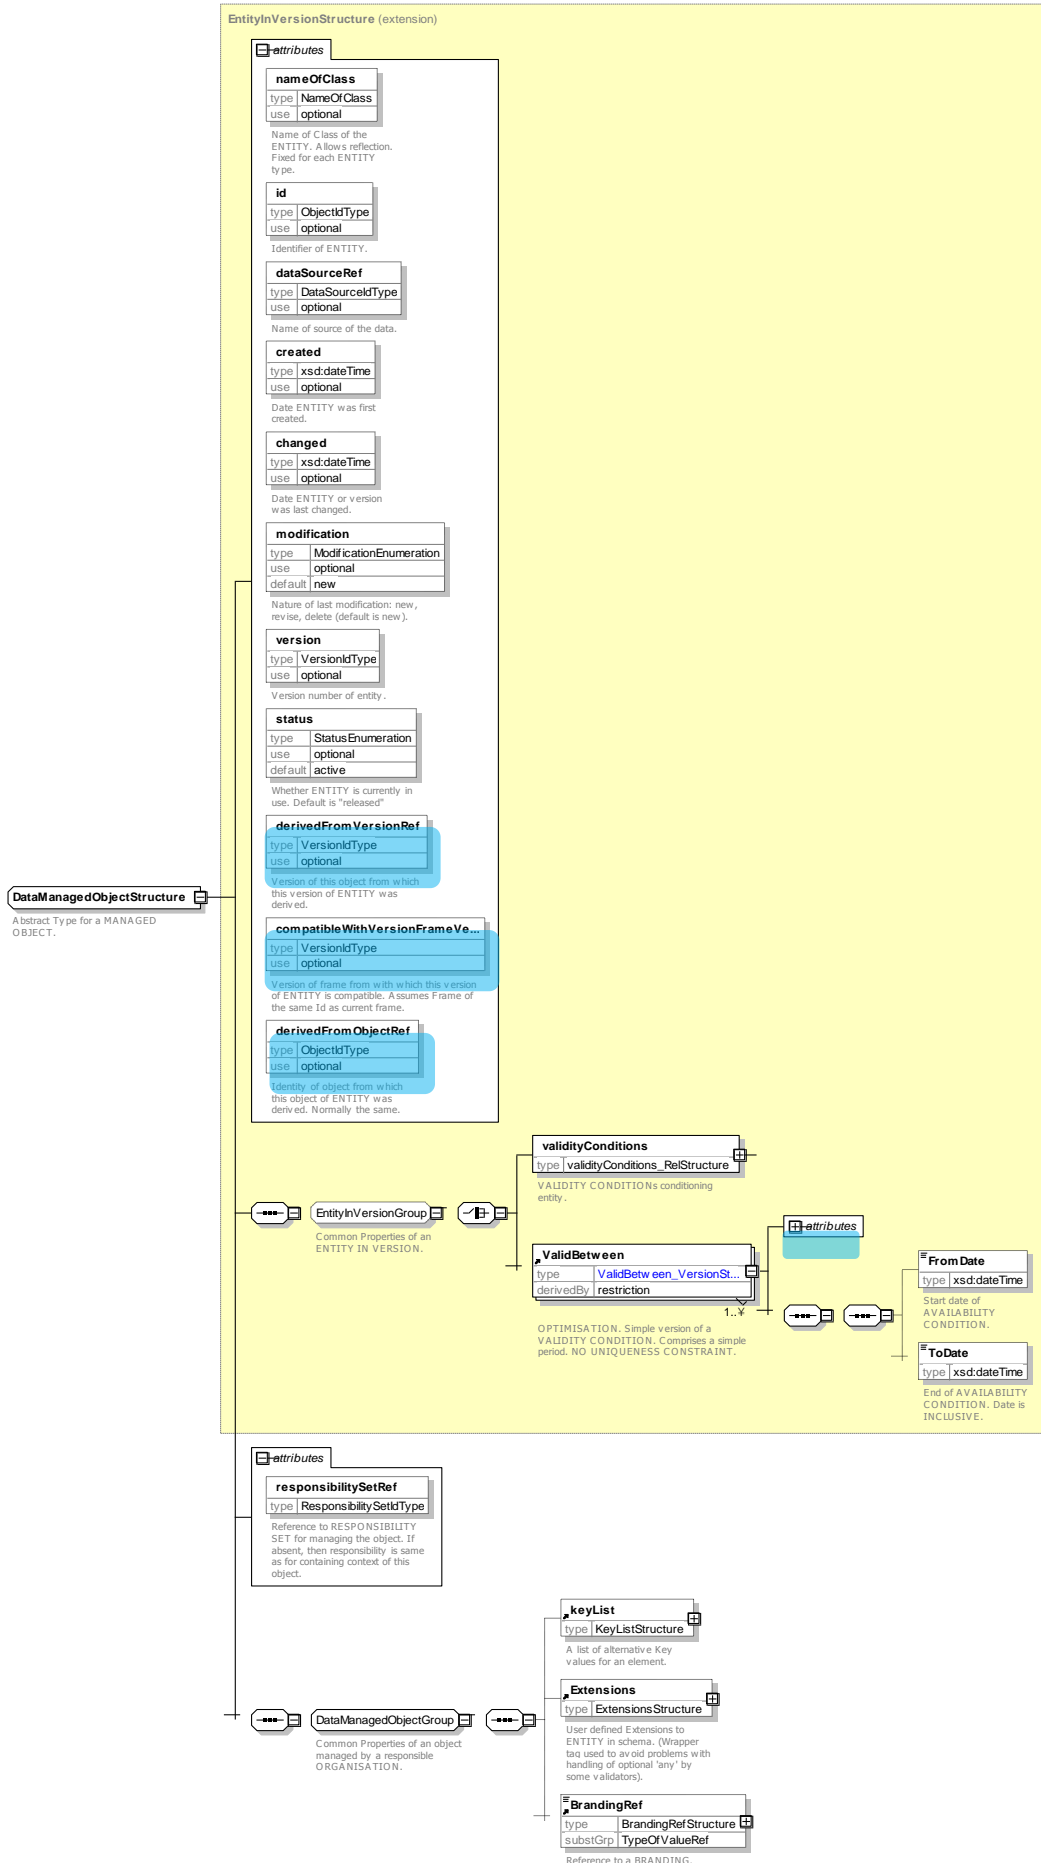 EntityInVersionStructure (extension)
attributes
nameOfClass
type NameOfClass
use optional
Name of Class of the
ENTITY. Allows reflection.
Fixed for each ENTITY
type.
id
type ObjectIdType
use optional
Identifier of ENTITY.
dataSourceRef
type DataSourceIdType
use optional
Name of source of the data.
created
type xsd:dateTime
use optional
Date ENTITY was first
created.
changed
type xsd:dateTime
use optional
Date ENTITY or version
was last changed.
modification
type ModificationEnumeration
use optional
default new
Nature of last modification: new,
revise, delete (default is new).
version
type VersionIdType
use optional
Version number of entity.
status
type StatusEnumeration
use optional
default active
Whether ENTITY is currently in
use. Default is "released"
derivedFromVersionRef
type VersionIdType
use optional
Version of this object from which
this version of ENTITY was
derived.
DataManagedObjectStructure
Abstract Type for a MANAGED
OBJECT.
compatibleWithVersionFrameVe...
type VersionIdType
use optional
Version of frame from with which this version
of ENTITY is compatible. Assumes Frame of
the same Id as current frame.
derivedFromObjectRef
type ObjectIdType
use optional
Identity of object from which
this object of ENTITY was
derived. Normally the same.
EntityInVersionGroup
Common Properties of an
ENTITY IN VERSION.
validityConditions
type validityConditions_RelStructure
VALIDITY CONDITIONs conditioning
entity.
ValidBetween
type ValidBetween_VersionSt...
derivedBy restriction
1..¥
OPTIMISATION. Simple version of a
VALIDITY CONDITION. Comprises a simple
period. NO UNIQUENESS CONSTRAINT.
attributes
FromDate
type xsd:dateTime
Start date of
AVAILABILITY
CONDITION.
ToDate
type xsd:dateTime
End of AVAILABILITY
CONDITION. Date is
INCLUSIVE.
attributes
responsibilitySetRef
type ResponsibilitySetIdType
Reference to RESPONSIBILITY
SET for managing the object. If
absent, then responsibility is same
as for containing context of this
object.
DataManagedObjectGroup
Common Properties of an object
managed by a responsible
ORGANISATION.
keyList
type KeyListStructure
A list of alternative Key
values for an element.
Extensions
type ExtensionsStructure
User defined Extensions to
ENTITY in schema. (Wrapper
tag used to avoid problems with
handling of optional 'any' by
some validators).
BrandingRef
type BrandingRefStructure
substGrp TypeOfValueRef
Reference to a BRANDING.